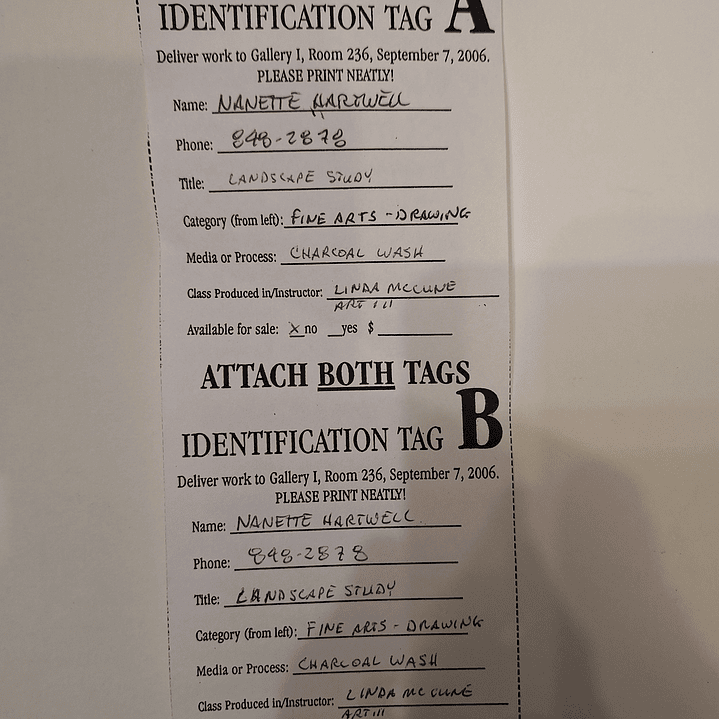 IDENTIFICATION TAG A
Deliver work to Gallery I, Room 236, September 7, 2006.
PLEASE PRINT NEATLY!
Name: NANETTE HARTWELL
Phone: 848-2878
Title: LANDSCAPE STUDY
Category (from left): FINE ARTS - DRAWING
Media or Process: CHARCOAL WASH
Class Produced in/Instructor: LINDA MCCUNE
ART 111
Available for sale: X no __yes $
ATTACH BOTH TAGS
IDENTIFICATION TAG B
Deliver work to Gallery I, Room 236, September 7, 2006.
PLEASE PRINT NEATLY!
Name: NANETTE HARTWELL
Phone: 848-2878
Title: LANDSCAPE STUDY
Category (from left): FINE ARTS - DRAWING
Media or Process: CHARCOAL WASH
Class Produced in/Instructor: LINDA MCCUNE
ART 111